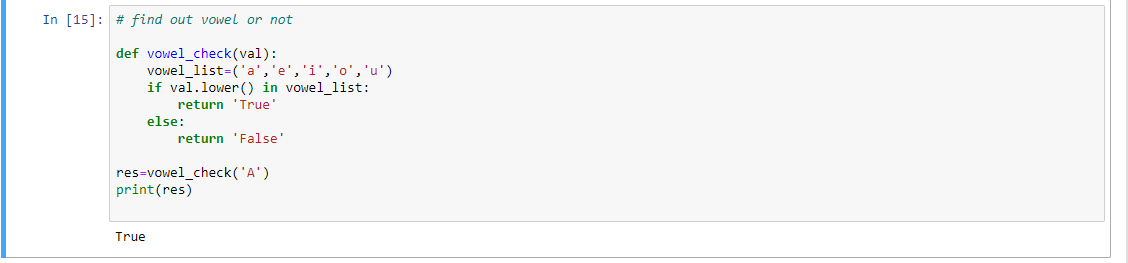 In [15]: # find out vowel or not
def vowel_check(val):
    vowel_list=('a','e','i','o','u')
    if val.lower() in vowel_list:
        return 'True'
    else:
        return 'False'
res=vowel_check('A')
print(res)
True